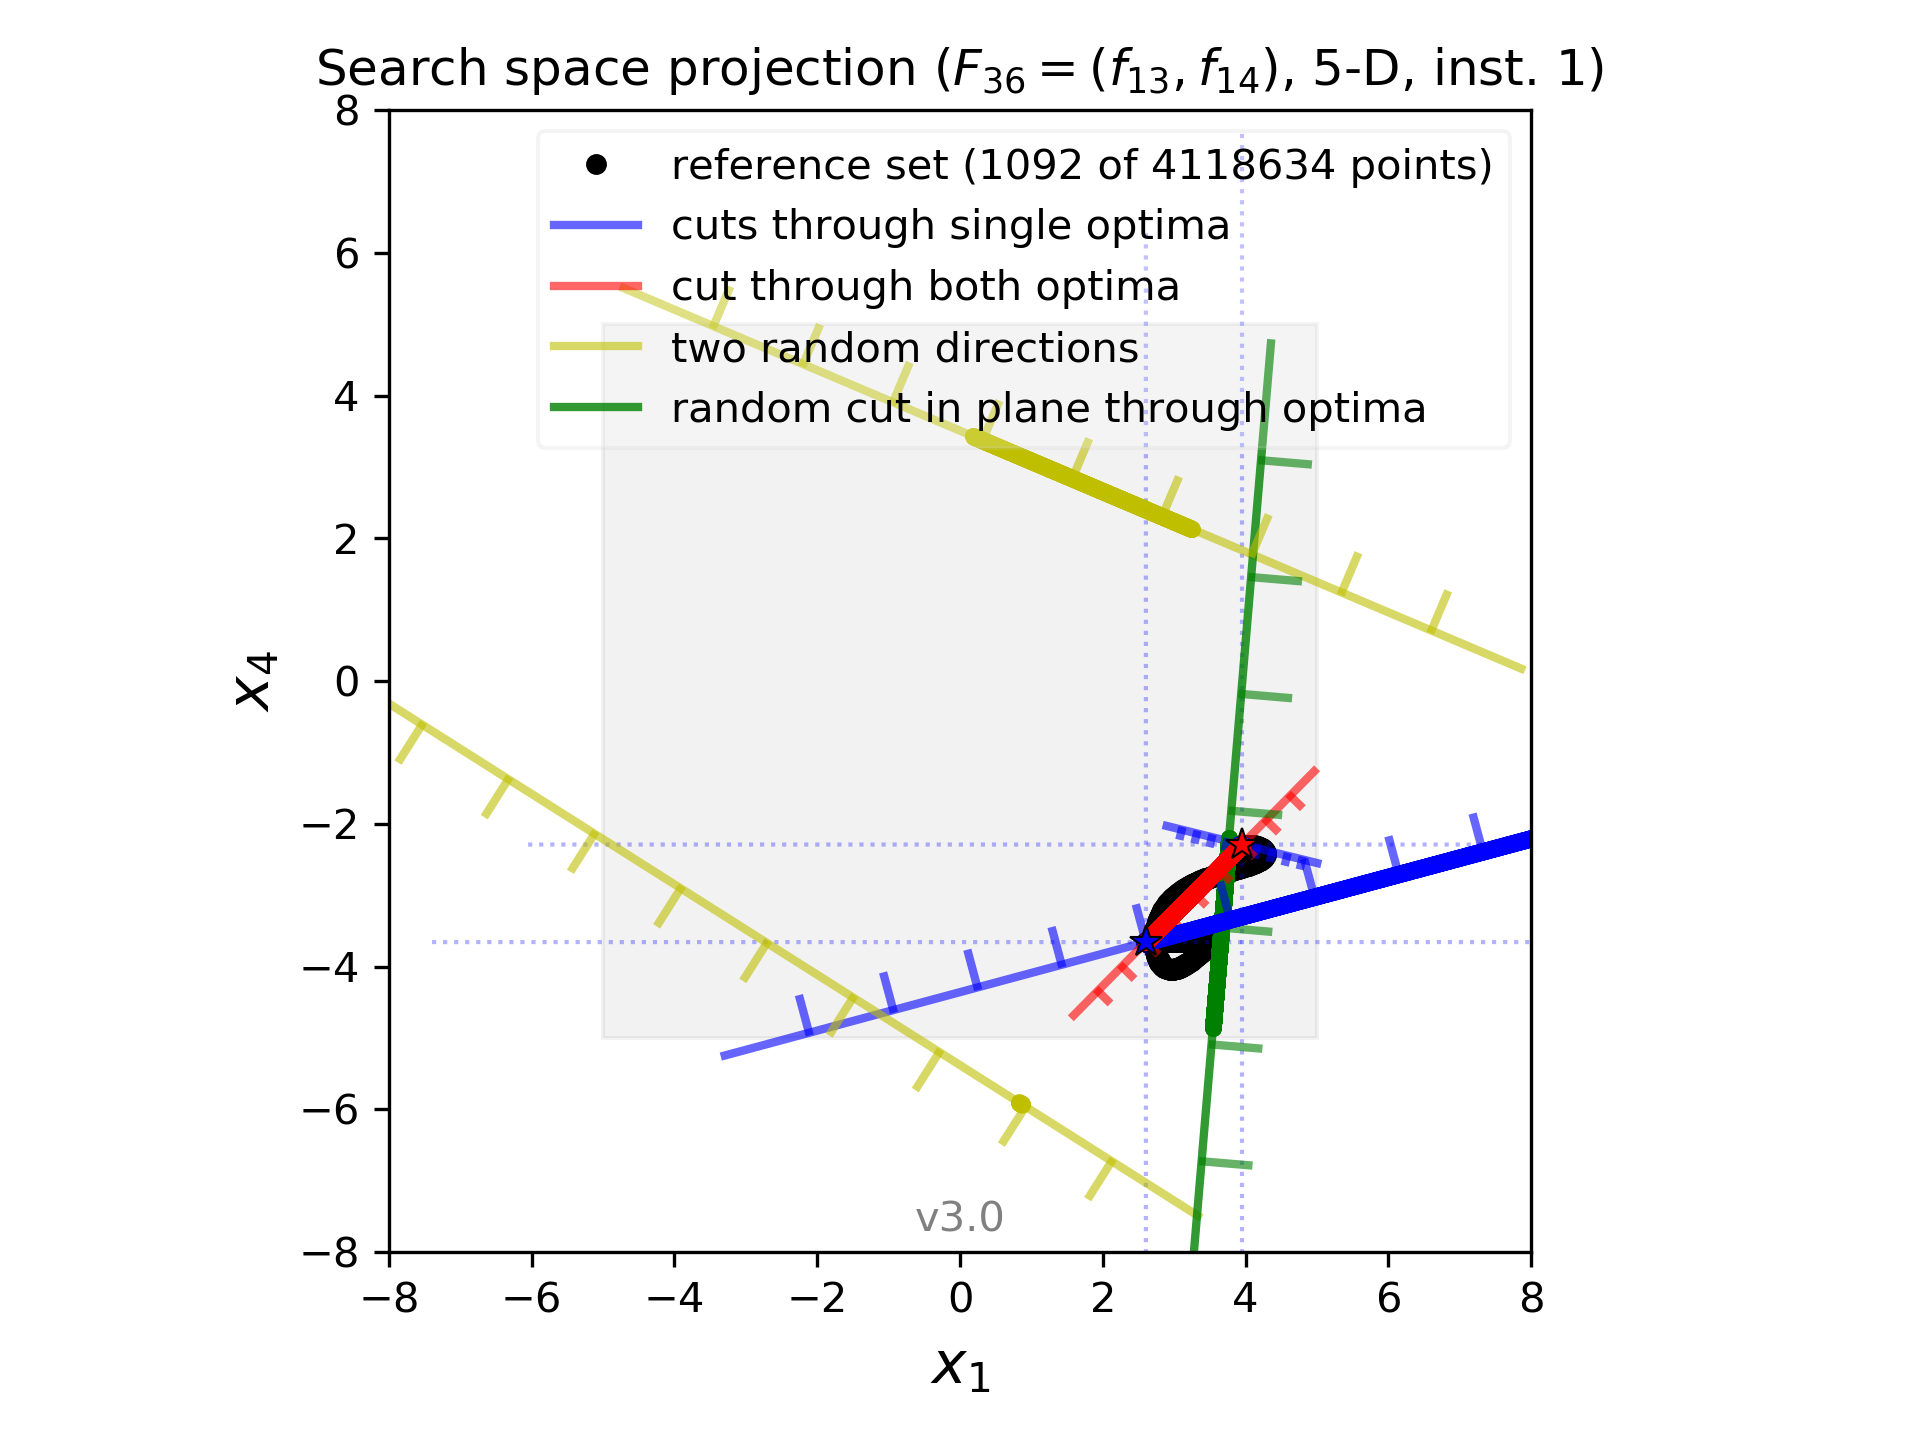 Search space projection (F₃₆ = (f₁₃, f₁₄), 5-D, inst. 1)
reference set (1092 of 4118634 points)
cuts through single optima
cut through both optima
two random directions
random cut in plane through optima
8
6
4
2
0
−2
−4
−6
−8
x₄
v3.0
−8 −6 −4 −2 0 2 4 6 8
x₁